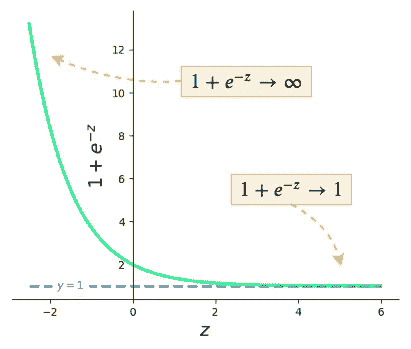 12
1 + e^{-z} → ∞
10
8
1 + e^{-z}
6
1 + e^{-z} → 1
4
2
y = 1
−2 0 2 4 6
z